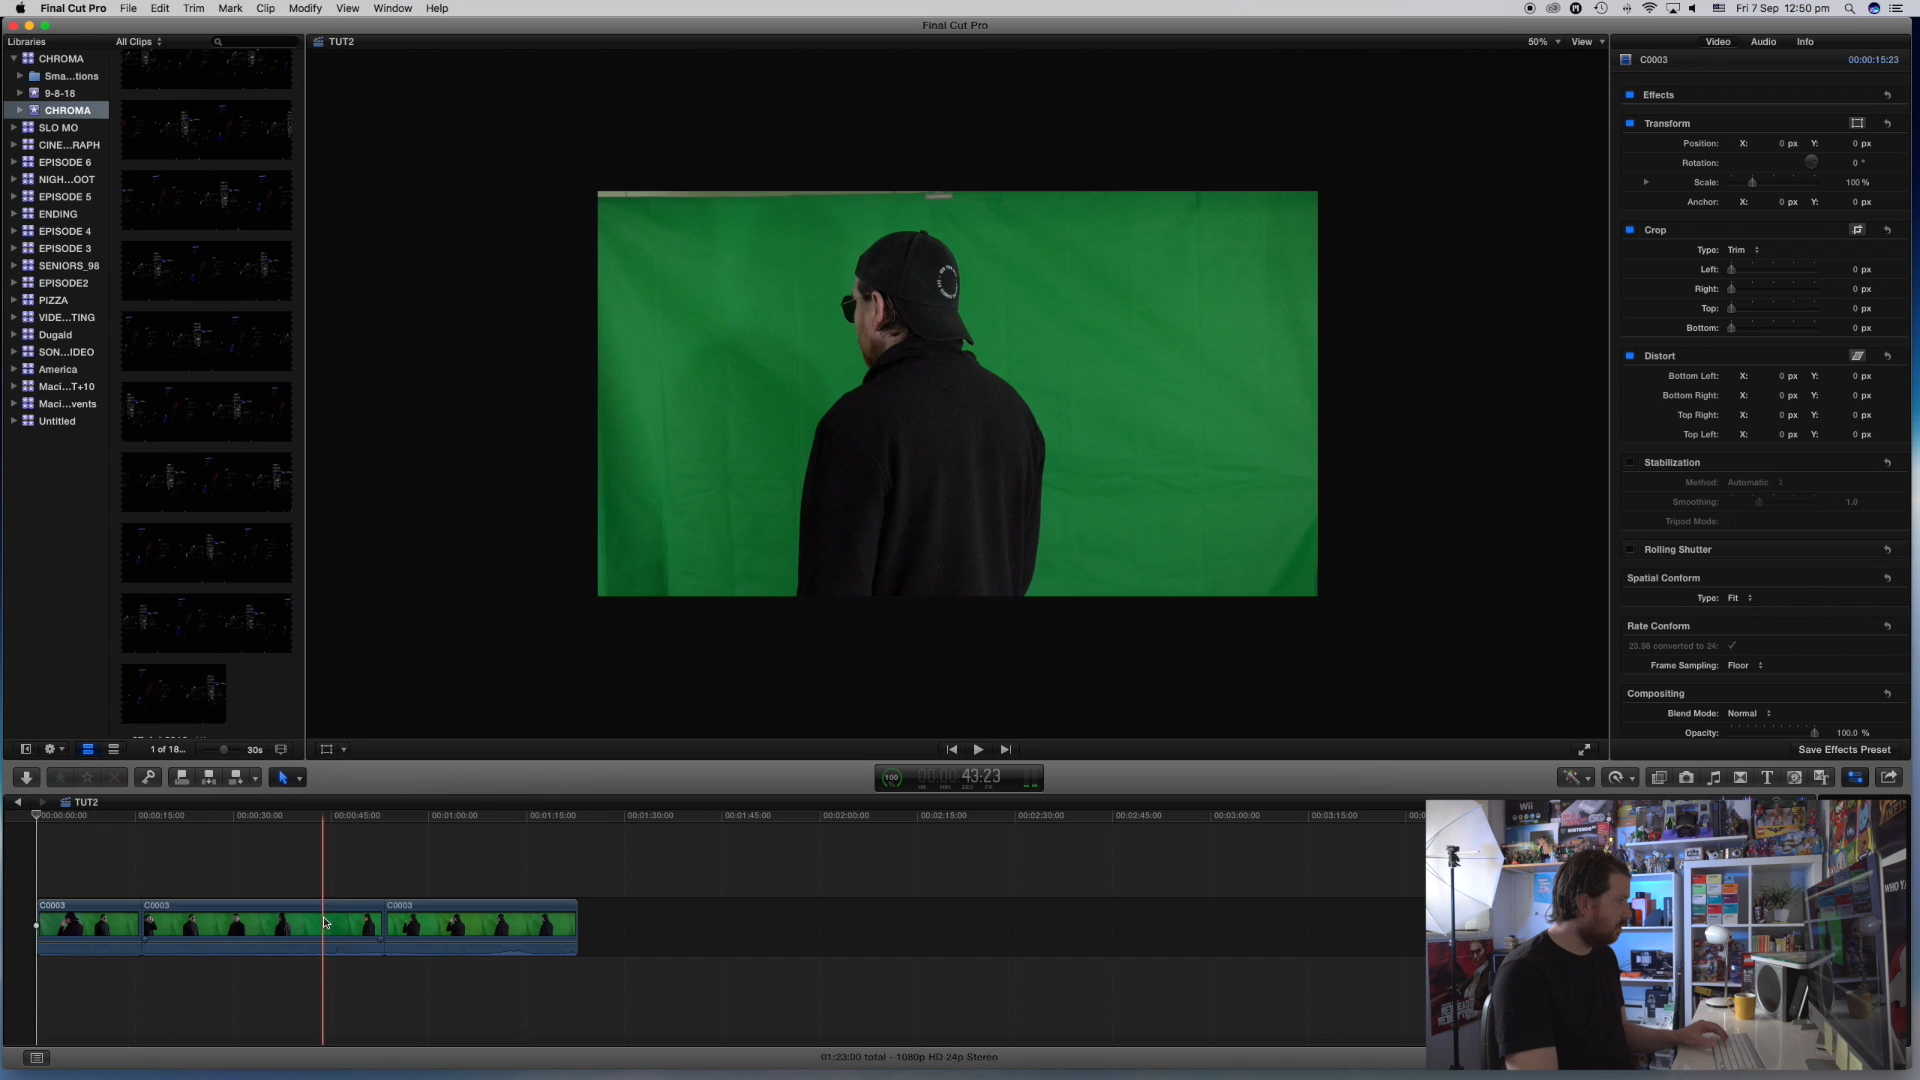 Final Cut Pro File Edit Trim Mark Clip Modify View Window Help Fri 7 Sep 12:50 pm
Final Cut Pro
Libraries All Clips TUT2 50% View Video Audio Info
CHROMA C0003 00:00:15:23
Sma...tions
9-8-18 Effects
CHROMA
SLO MO Transform
CINE...RAPH Position: X: 0 px Y: 0 px
EPISODE 6 Rotation: 0 °
NIGH...OOT Scale: 100 %
EPISODE 5 Anchor: X: 0 px Y: 0 px
ENDING
EPISODE 4 Crop
EPISODE 3 Type: Trim
SENIORS_98 Left: 0 px
EPISODE2 Right: 0 px
PIZZA Top: 0 px
VIDE...TING Bottom: 0 px
Dugald
SON...IDEO Distort
America Bottom Left: X: 0 px Y: 0 px
Maci...T+10 Bottom Right: X: 0 px Y: 0 px
Maci...vents Top Right: X: 0 px Y: 0 px
Untitled Top Left: X: 0 px Y: 0 px
Stabilization
Method: Automatic
Smoothing: 1.0
Tripod Mode:
Rolling Shutter
Spatial Conform
Type: Fit
Rate Conform
23.98 converted to 24:
Frame Sampling: Floor
Compositing
Blend Mode: Normal
Opacity: 100.0 %
1 of 18... 30s Save Effects Preset
100 00:00:43:23
HR MIN SEC FR
TUT2
00:00:00:00 00:00:15:00 00:00:30:00 00:00:45:00 00:01:00:00 00:01:15:00 00:01:30:00 00:01:45:00 00:02:00:00 00:02:15:00 00:02:30:00 00:02:45:00 00:03:00:00 00:03:15:00
Wii
NINTENDO
C0003 C0003 C0003
RED DEAD
REDEMPTION
01:23:00 total - 1080p HD 24p Stereo